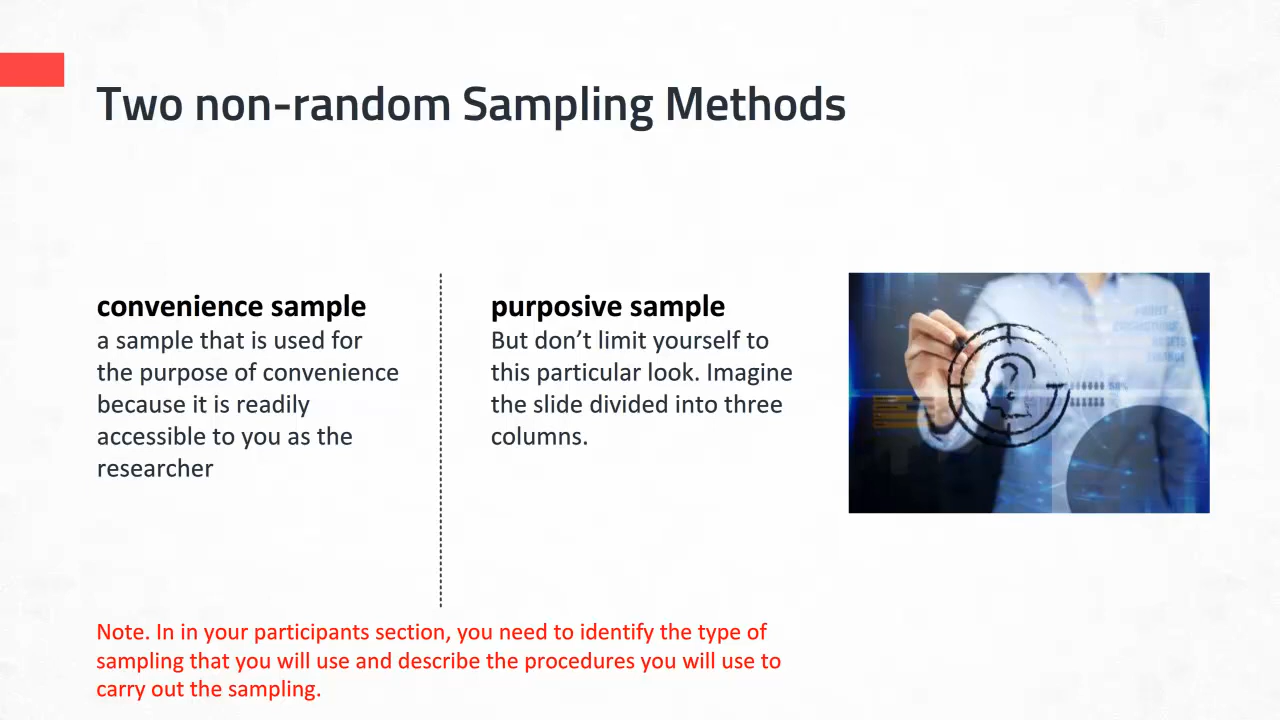 Two non-random Sampling Methods
convenience sample
a sample that is used for
the purpose of convenience
because it is readily
accessible to you as the
researcher
purposive sample
But don’t limit yourself to
this particular look. Imagine
the slide divided into three
columns.
Note. In in your participants section, you need to identify the type of
sampling that you will use and describe the procedures you will use to
carry out the sampling.
?